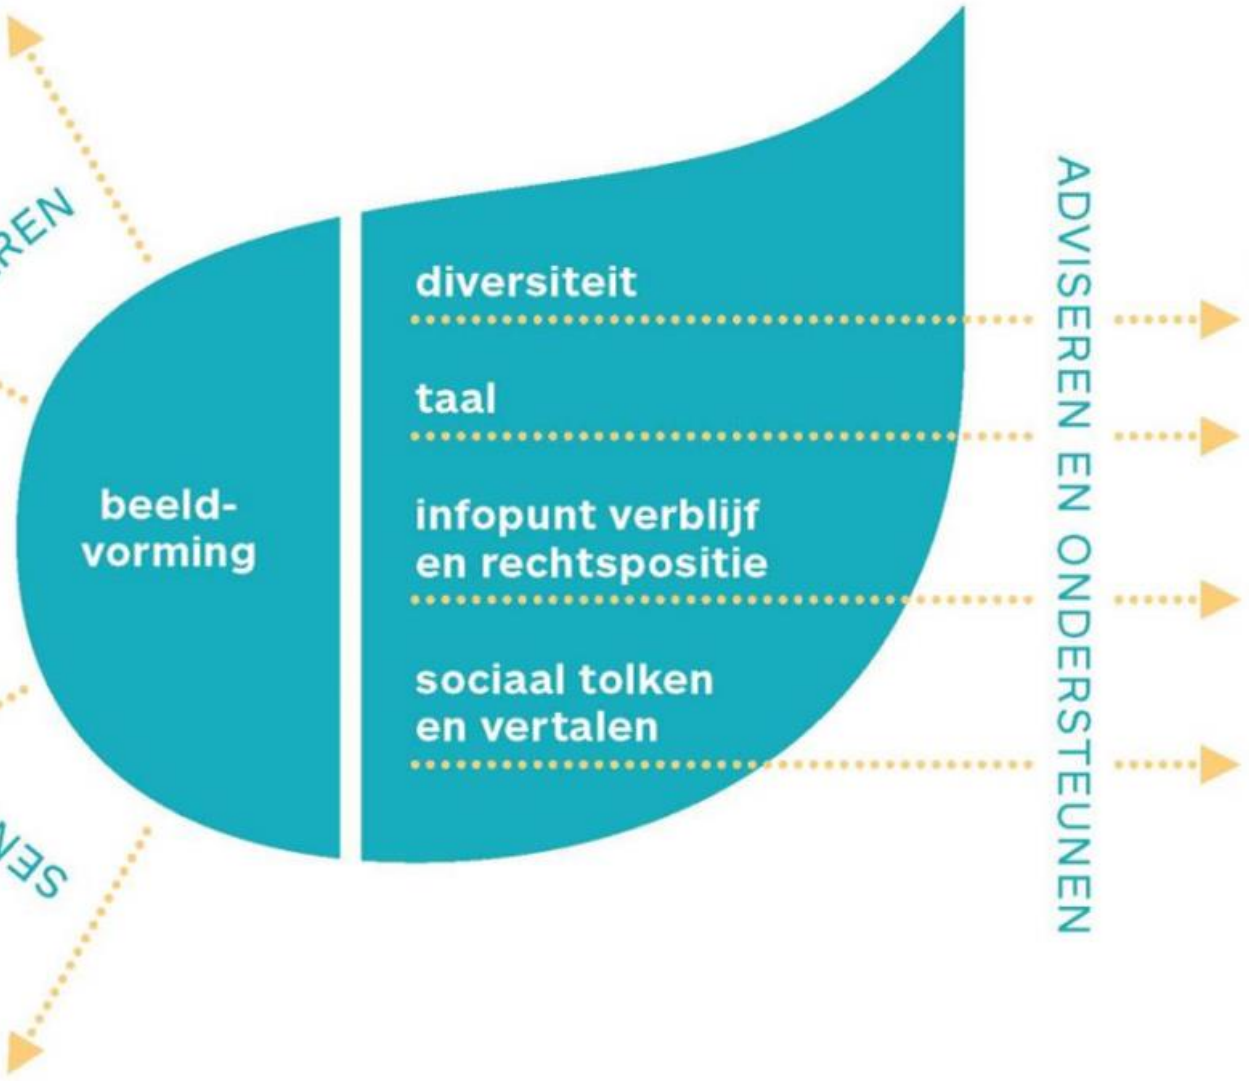 beeld-
vorming
diversiteit
taal
infopunt verblijf
en rechtspositie
sociaal tolken
en vertalen
ADVISEREN EN ONDERSTEUNEN